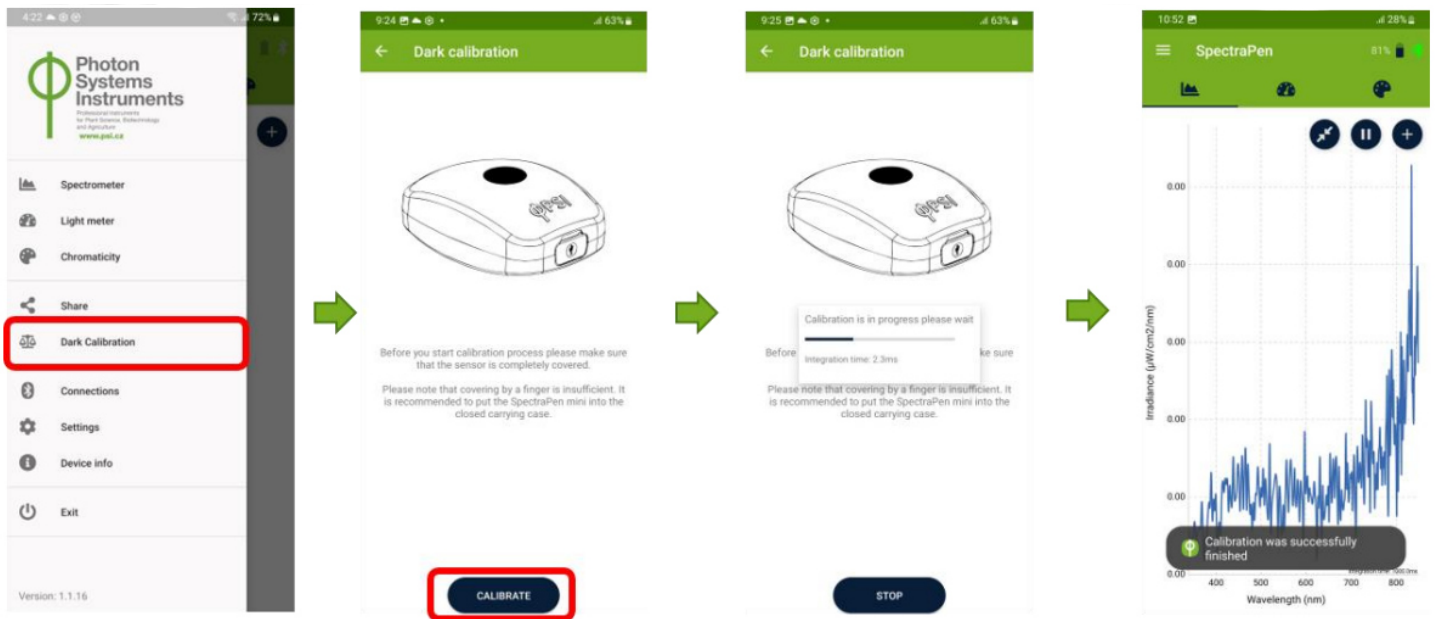 4:22
72%
Photon
Systems
Instruments
Professional Instruments
for Plant Science, Biotechnology
and Agriculture
www.psi.cz
Spectrometer
Light meter
Chromaticity
Share
Dark Calibration
Connections
Settings
Device info
Exit
Version: 1.1.16
9:24
63%
Dark calibration
PSI
Before you start calibration process please make sure
that the sensor is completely covered.
Please note that covering by a finger is insufficient. It
is recommended to put the SpectraPen mini into the
closed carrying case.
CALIBRATE
9:25
63%
Dark calibration
PSI
Calibration is in progress please wait
Integration time: 2.3ms
Before
ke sure
Please note that covering by a finger is insufficient. It
is recommended to put the SpectraPen mini into the
closed carrying case.
STOP
10:52
28%
SpectraPen
81%
Irradiance (µW/cm2/nm)
0.00
0.00
0.00
0.00
0.00
0.00
Calibration was successfully
finished
400 500 600 700 800
Wavelength (nm)